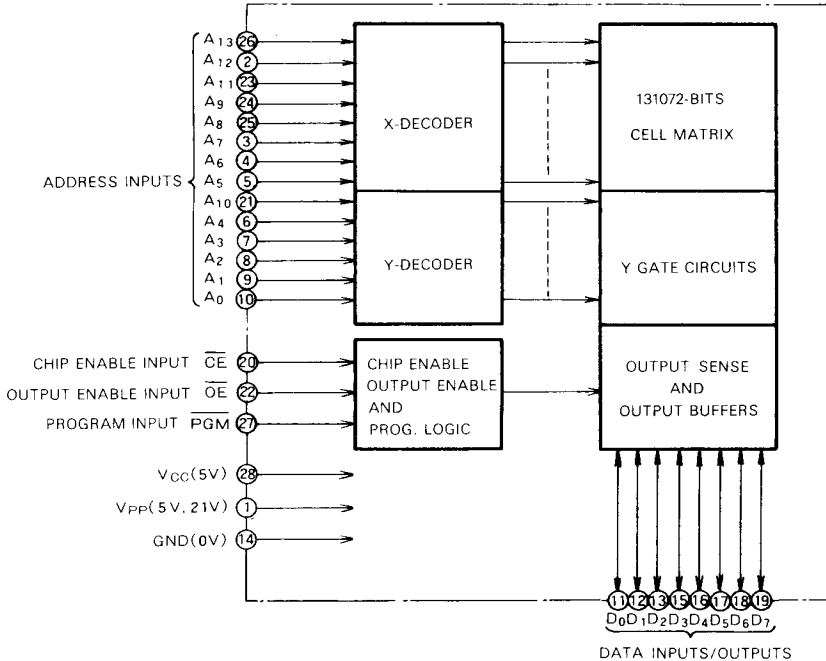 A13 26
A12 2
A11 23
A9 24
A8 25
A7 3
A6 4
A5 5
A10 21
A4 6
A3 7
A2 8
A1 9
A0 10
ADDRESS INPUTS
X-DECODER
Y-DECODER
131072-BITS
CELL MATRIX
Y GATE CIRCUITS
CHIP ENABLE INPUT CE 20
OUTPUT ENABLE INPUT OE 22
PROGRAM INPUT PGM 27
CHIP ENABLE
OUTPUT ENABLE
AND
PROG. LOGIC
OUTPUT SENSE
AND
OUTPUT BUFFERS
VCC(5V) 28
VPP(5V, 21V) 1
GND(0V) 14
11 12 13 15 16 17 18 19
D0 D1 D2 D3 D4 D5 D6 D7
DATA INPUTS/OUTPUTS